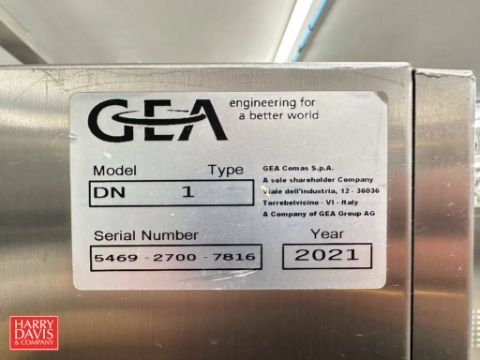 GEA
engineering for
a better world
Model Type
DN 1
GEA Comas S.p.A.
A sole shareholder Company
Viale dell'industria, 12 - 36036
Torrebelvicino - VI - Italy
A Company of GEA Group AG
Serial Number Year
5469 - 2700 - 7816 2021
HARRY
DAVIS
& COMPANY